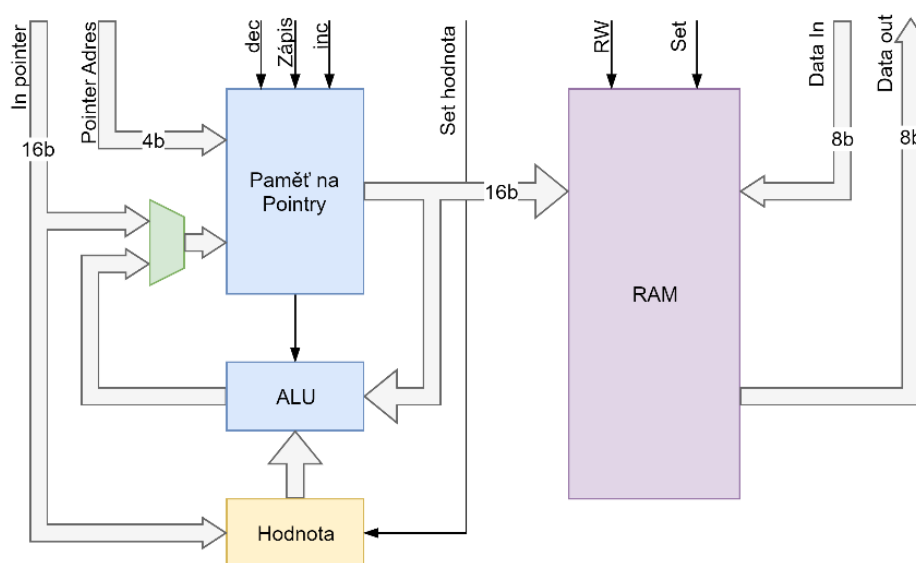 In pointer
Pointer Adres
dec
Zápis
inc
Set hodnota
RW
Set
Data In
Data out
16b
4b
8b
8b
Paměť na
Pointry
16b
RAM
ALU
Hodnota